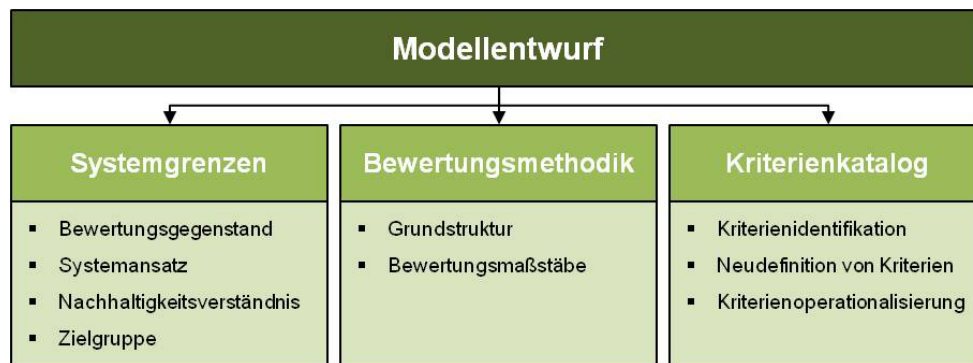 Modellentwurf
Systemgrenzen
▪ Bewertungsgegenstand
▪ Systemansatz
▪ Nachhaltigkeitsverständnis
▪ Zielgruppe
Bewertungsmethodik
▪ Grundstruktur
▪ Bewertungsmaßstäbe
Kriterienkatalog
▪ Kriterienidentifikation
▪ Neudefinition von Kriterien
▪ Kriterienoperationalisierung